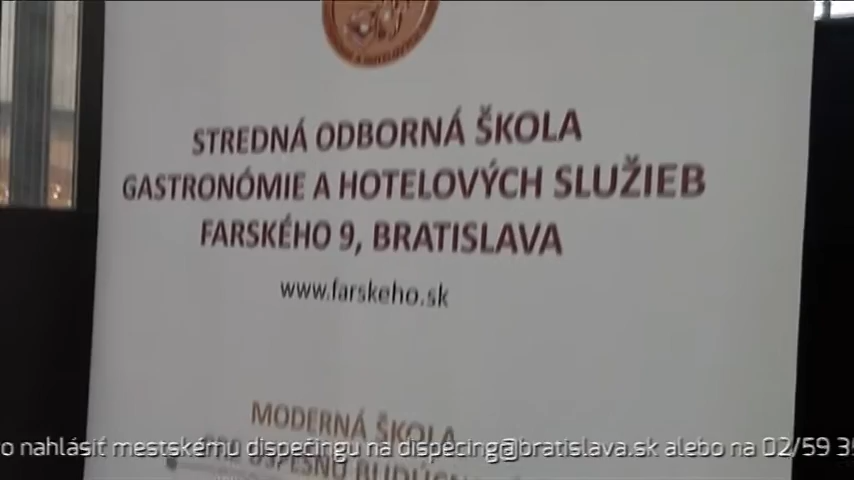 STREDNÁ ODBORNÁ ŠKOLA
GASTRONÓMIE A HOTELOVÝCH SLUŽIEB
FARSKÉHO 9, BRATISLAVA
www.farskeho.sk
MODERNÁ ŠKOLA
nahlásiť mestskému dispečingu na dispecing@bratislava.sk alebo na 02/59